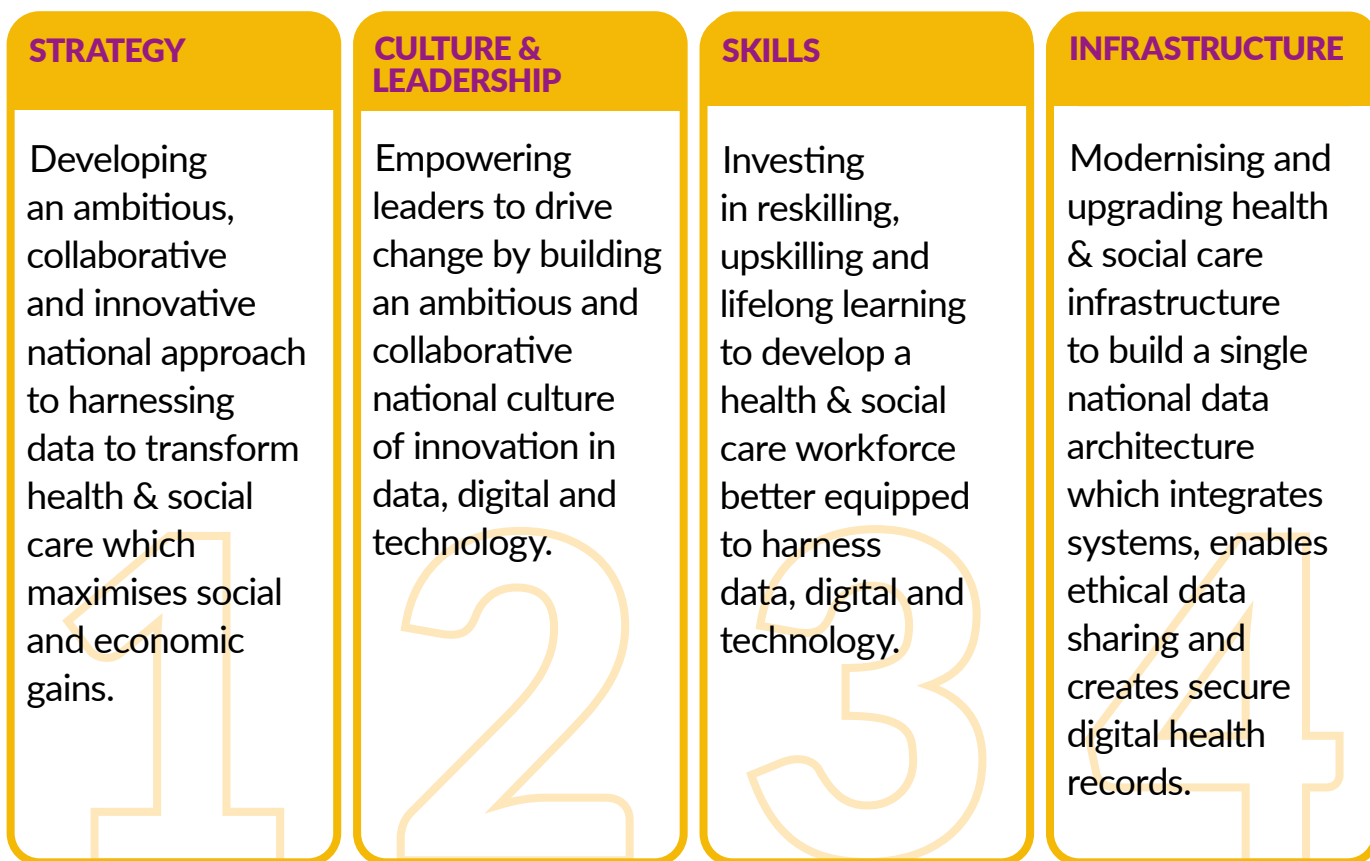 STRATEGY
Developing
an ambitious,
collaborative
and innovative
national approach
to harnessing
data to transform
health & social
care which
maximises social
and economic
gains.
1
CULTURE &
LEADERSHIP
Empowering
leaders to drive
change by building
an ambitious and
collaborative
national culture
of innovation in
data, digital and
technology.
2
SKILLS
Investing
in reskilling,
upskilling and
lifelong learning
to develop a
health & social
care workforce
better equipped
to harness
data, digital and
technology.
3
INFRASTRUCTURE
Modernising and
upgrading health
& social care
infrastructure
to build a single
national data
architecture
which integrates
systems, enables
ethical data
sharing and
creates secure
digital health
records.
4